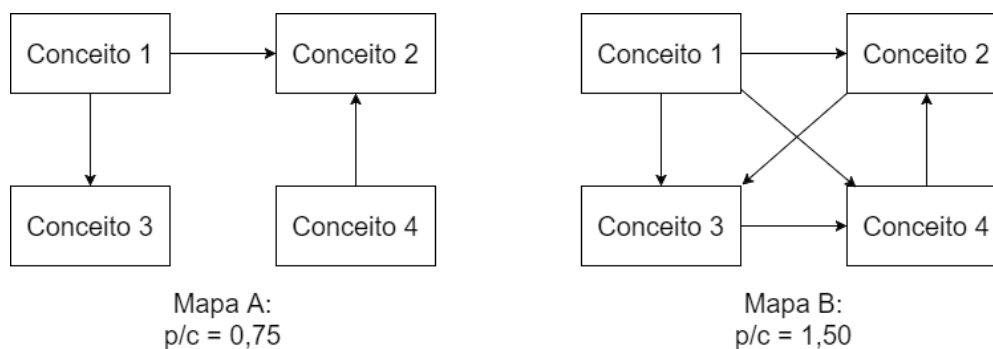 Conceito 1
Conceito 2
Conceito 3
Conceito 4
Mapa A:
p/c = 0,75
Conceito 1
Conceito 2
Conceito 3
Conceito 4
Mapa B:
p/c = 1,50